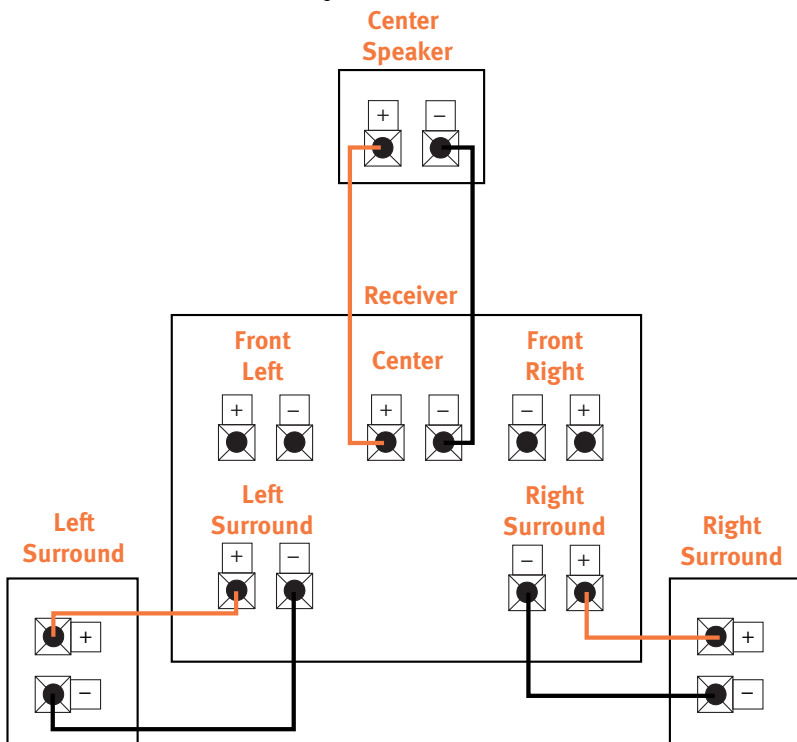 Center
Speaker
+ −
Receiver
Front
Left
Center
Front
Right
+ − + − − +
Left
Surround
Right
Surround
+ − − +
Left
Surround
+
−
Right
Surround
+
−